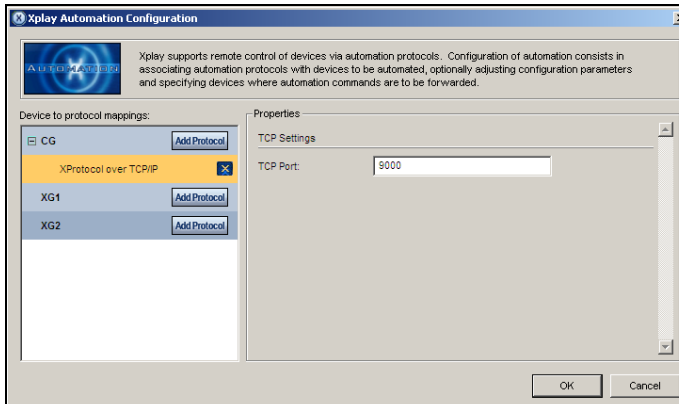 Xplay Automation Configuration
AUTOMATION
Xplay supports remote control of devices via automation protocols. Configuration of automation consists in
associating automation protocols with devices to be automated, optionally adjusting configuration parameters
and specifying devices where automation commands are to be forwarded.
Device to protocol mappings:
CG Add Protocol
XProtocol over TCP/IP
XG1 Add Protocol
XG2 Add Protocol
Properties
TCP Settings
TCP Port: 9000
OK Cancel